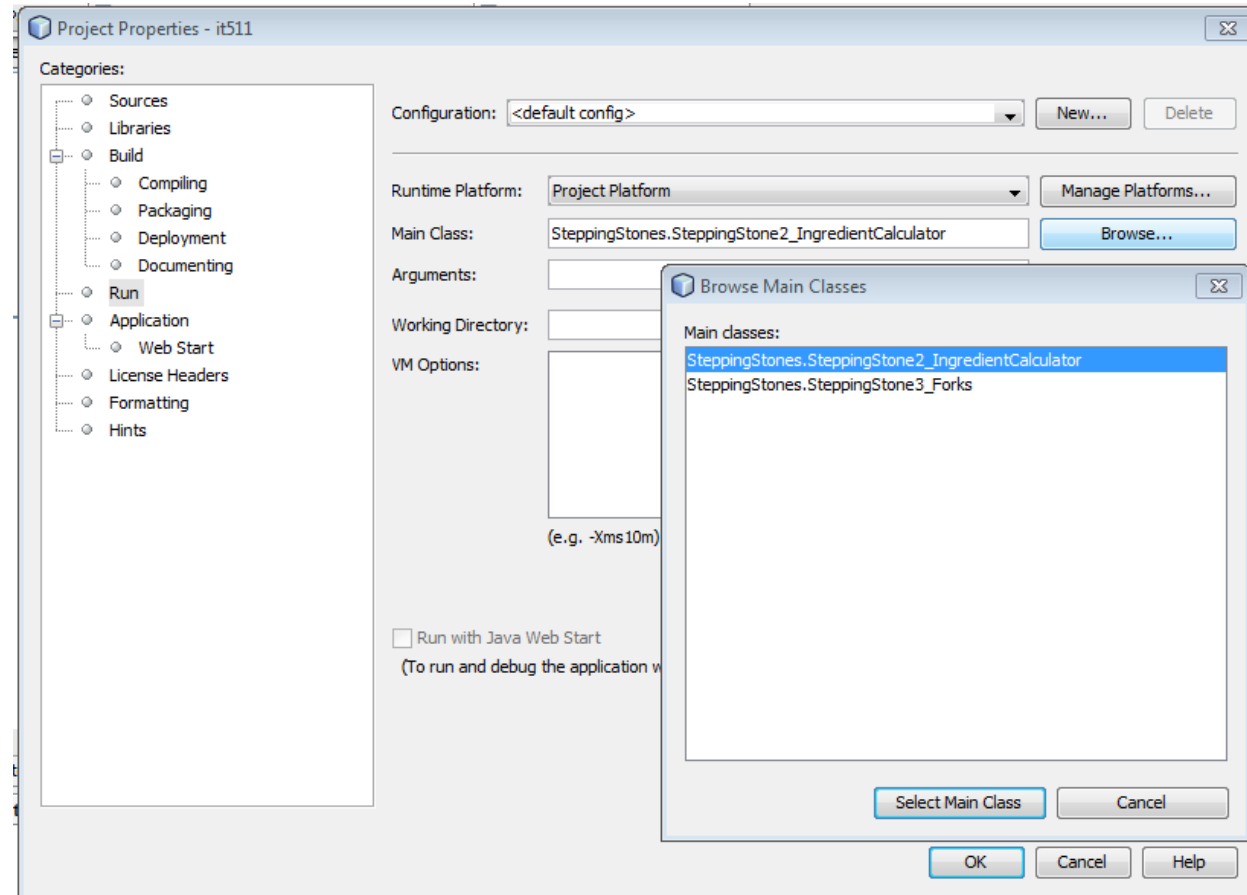 Project Properties - it511
Categories:
Sources
Libraries
Build
Compiling
Packaging
Deployment
Documenting
Run
Application
Web Start
License Headers
Formatting
Hints
Configuration: <default config> New... Delete
Runtime Platform: Project Platform Manage Platforms...
Main Class: SteppingStones.SteppingStone2_IngredientCalculator Browse...
Arguments:
Working Directory:
VM Options:
(e.g. -Xms10m)
Run with Java Web Start
(To run and debug the application
Browse Main Classes
Main classes:
SteppingStones.SteppingStone2_IngredientCalculator
SteppingStones.SteppingStone3_Forks
Select Main Class Cancel
OK Cancel Help